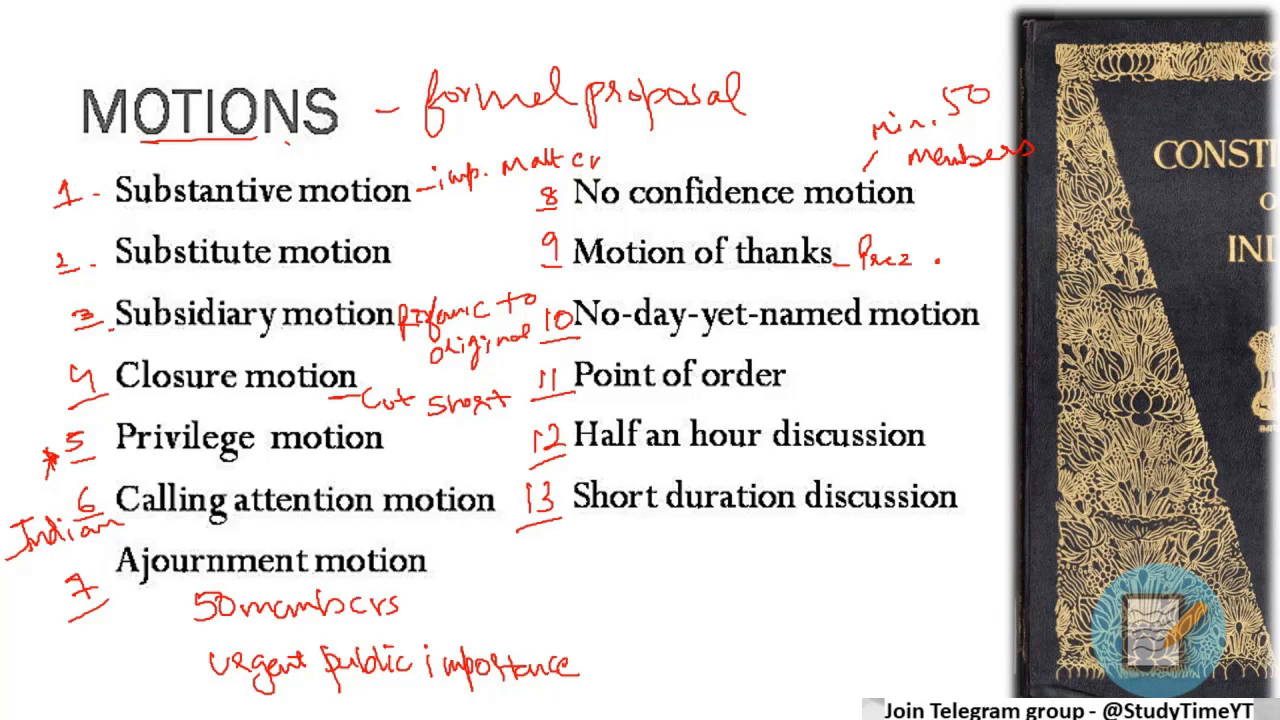 MOTIONS - formel proposal
min. 50
members
1 - Substantive motion - imp. Matter
2 - Substitute motion
3. Subsidiary motion
original
4 Closure motion - Cut Short
5 Privilege motion
6 Calling attention motion
Indian
7 Ajournment motion
50 members
urgent public importance
8 No confidence motion
9 Motion of thanks - Prez.
10 No-day-yet-named motion
11 Point of order
12 Half an hour discussion
13 Short duration discussion
CONSTI
O
IND
Join Telegram group - @StudyTimeYT